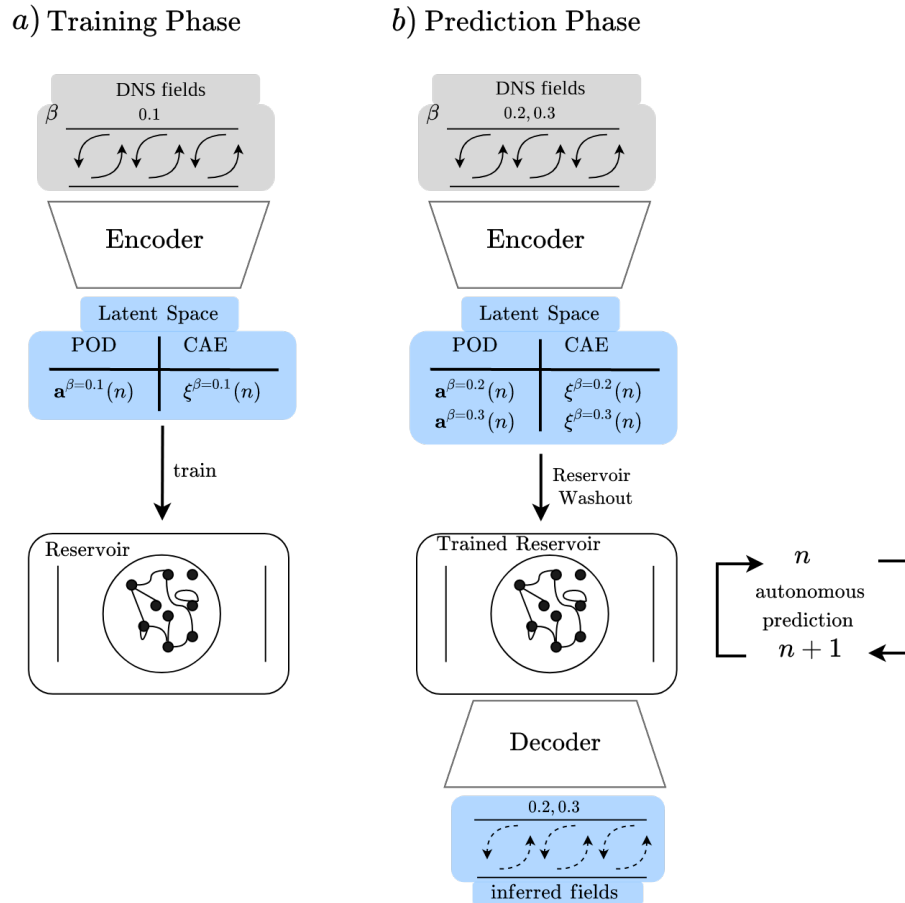 a) Training Phase
DNS fields
β 0.1
Encoder
Latent Space
POD CAE
𝐚^{β=0.1}(n) ξ^{β=0.1}(n)
train
Reservoir
b) Prediction Phase
DNS fields
β 0.2, 0.3
Encoder
Latent Space
POD CAE
𝐚^{β=0.2}(n) ξ^{β=0.2}(n)
𝐚^{β=0.3}(n) ξ^{β=0.3}(n)
Reservoir
Washout
Trained Reservoir
n
autonomous
prediction
n + 1
Decoder
0.2, 0.3
inferred fields